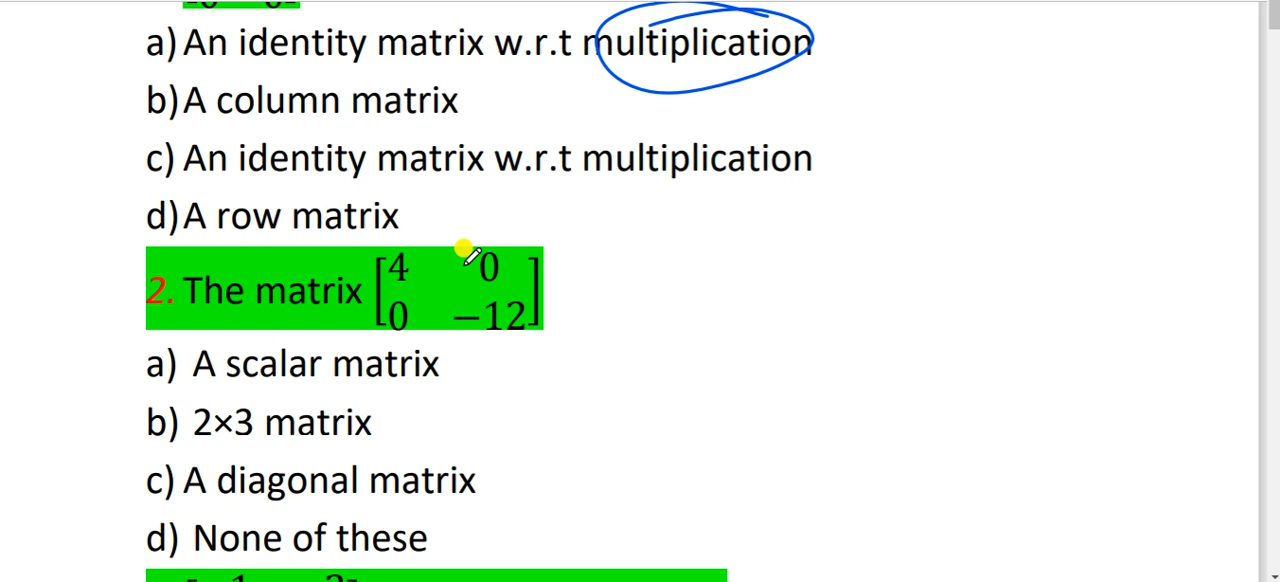 a) An identity matrix w.r.t multiplication
b) A column matrix
c) An identity matrix w.r.t multiplication
d) A row matrix
2. The matrix [4 0
0 −12]
a) A scalar matrix
b) 2×3 matrix
c) A diagonal matrix
d) None of these